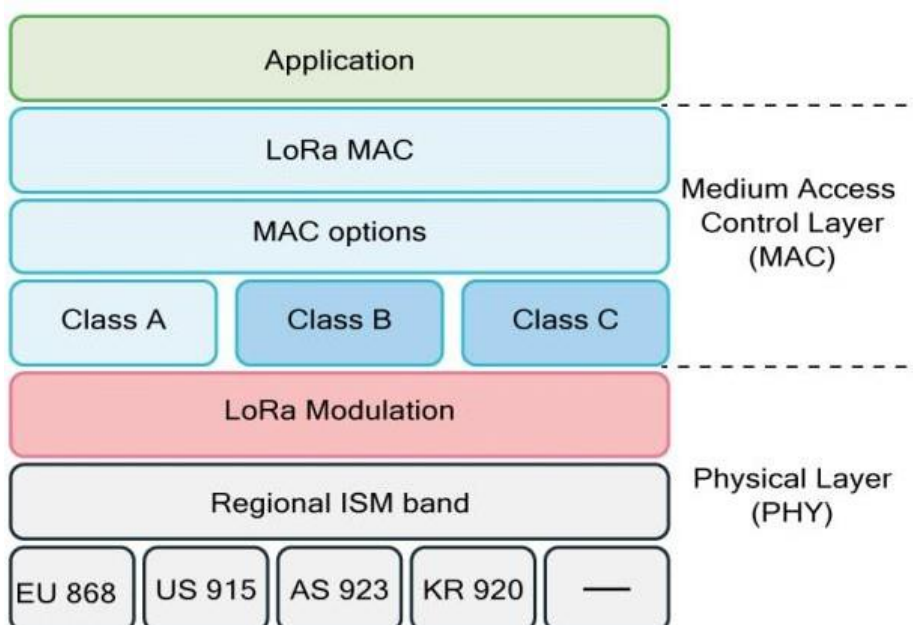 Application
LoRa MAC
MAC options
Class A
Class B
Class C
Medium Access
Control Layer
(MAC)
LoRa Modulation
Regional ISM band
EU 868
US 915
AS 923
KR 920
—
Physical Layer
(PHY)